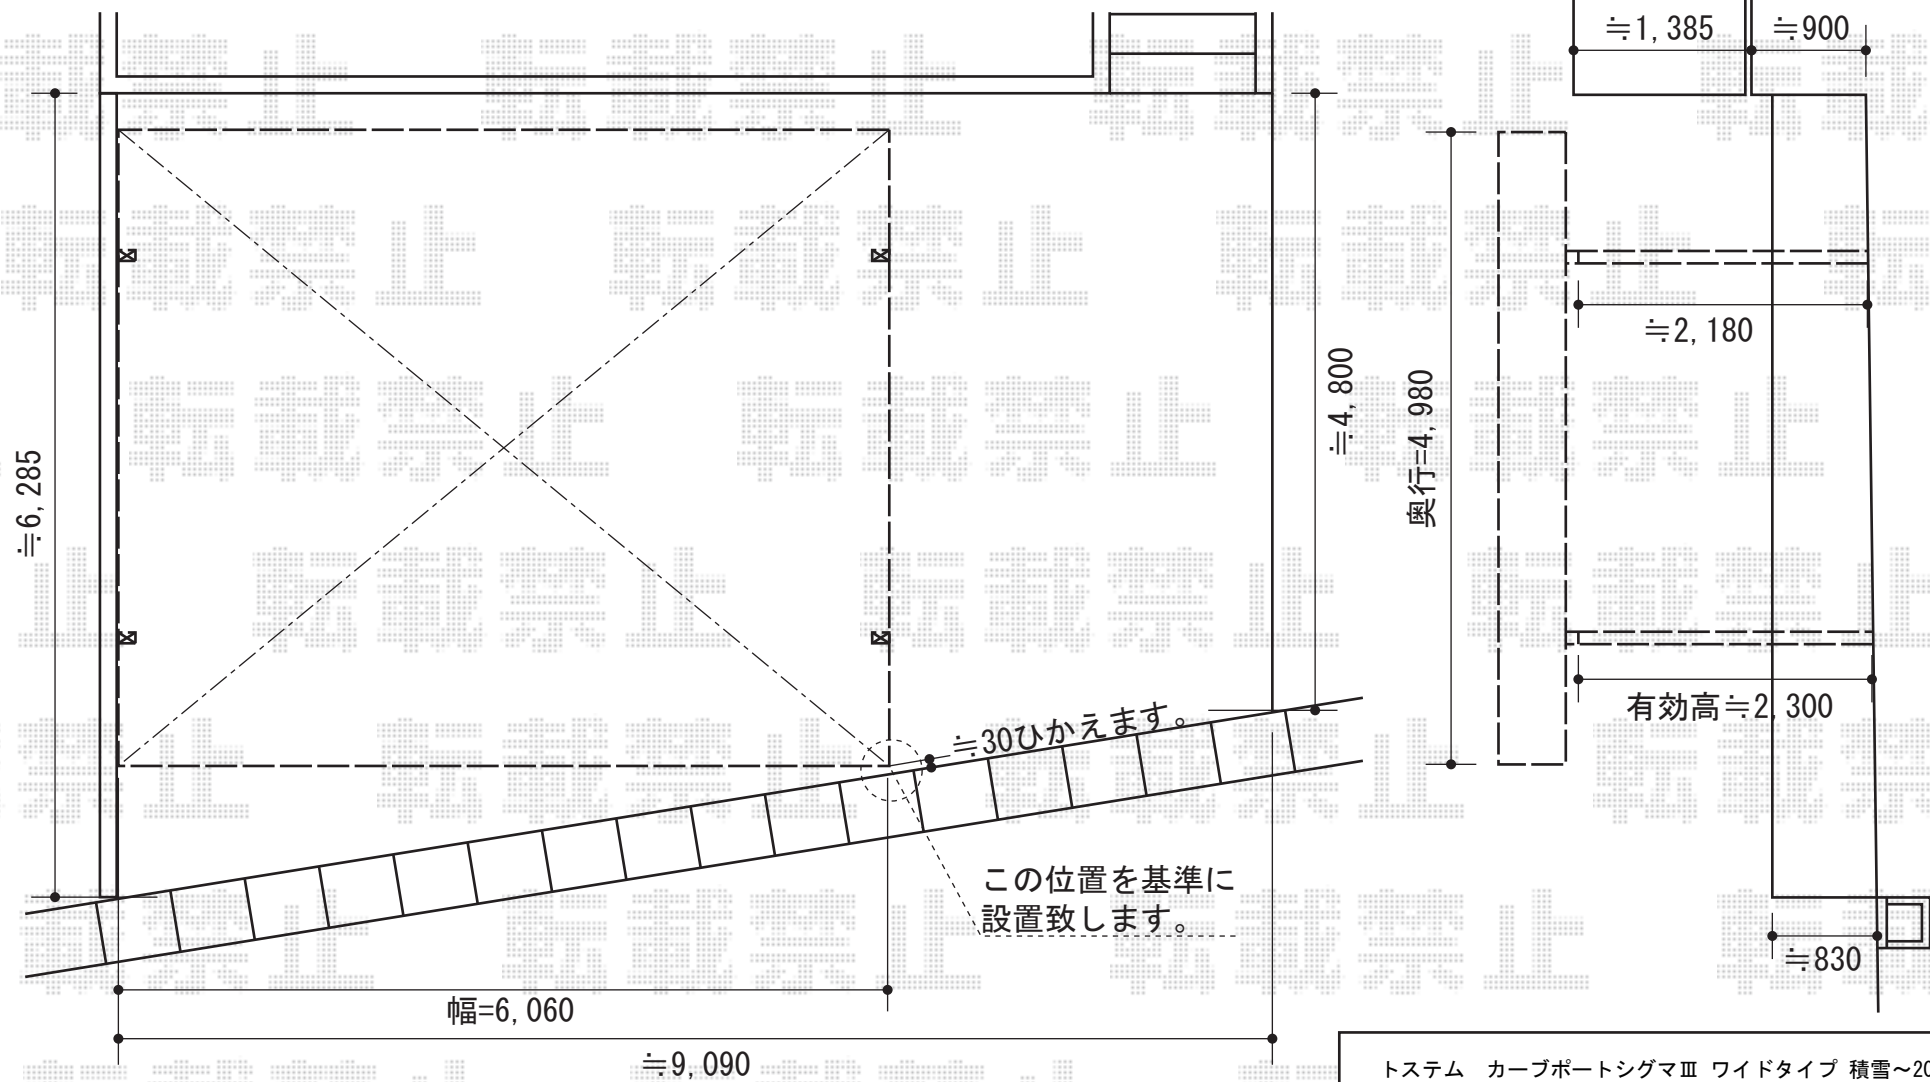 ≒1,385
≒900
≒6,285
≒4,800
奥行=4,980
≒2,180
有効高≒2,300
≒30ひかえます。
この位置を基準に
設置致します。
≒830
幅=6,060
≒9,090
トステム カーブポートシグマⅢ ワイドタイプ 積雪～20
転載禁止